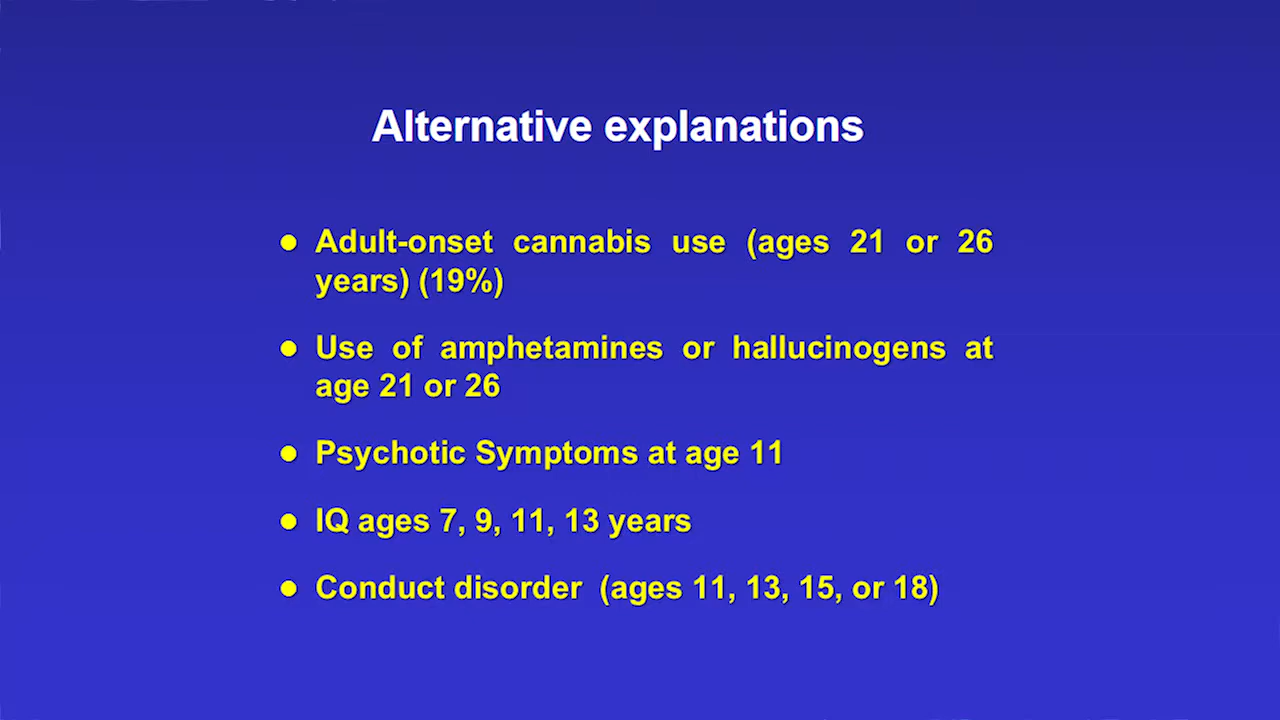 Alternative explanations
● Adult-onset cannabis use (ages 21 or 26
years) (19%)
● Use of amphetamines or hallucinogens at
age 21 or 26
● Psychotic Symptoms at age 11
● IQ ages 7, 9, 11, 13 years
● Conduct disorder (ages 11, 13, 15, or 18)